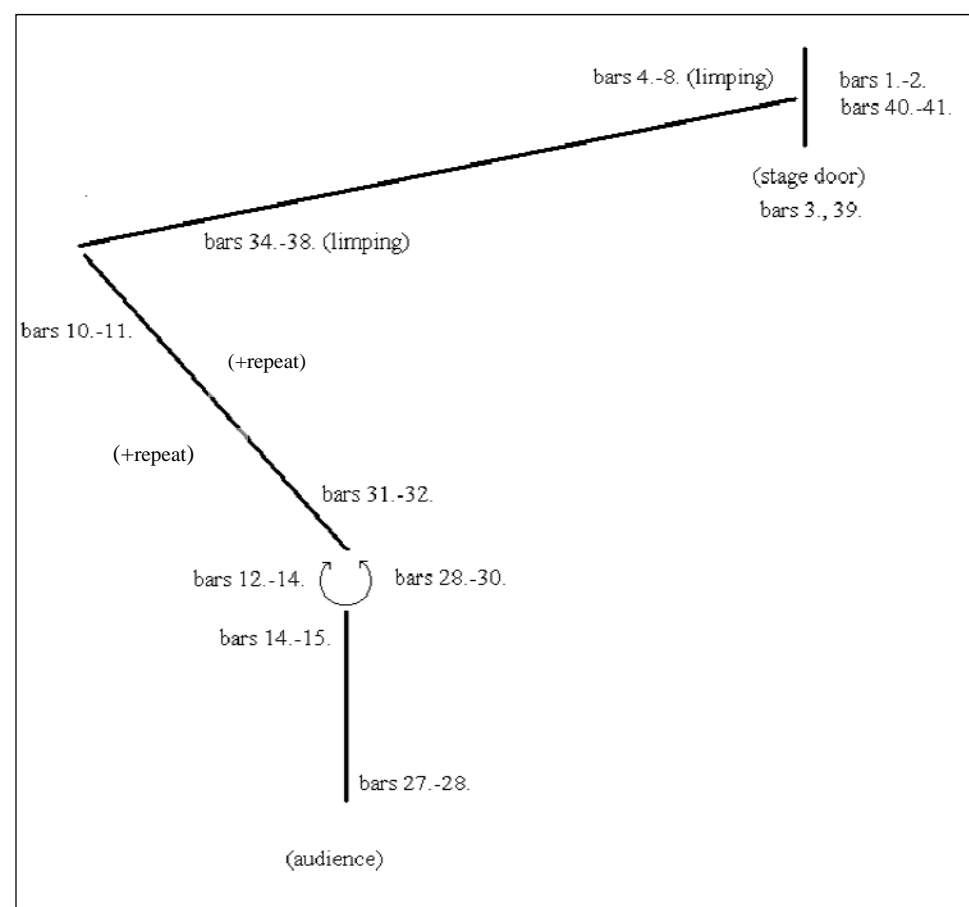 bars 4.-8. (limping)
bars 1.-2.
bars 40.-41.
(stage door)
bars 3., 39.
bars 34.-38. (limping)
bars 10.-11.
(+repeat)
(+repeat)
bars 31.-32.
bars 12.-14.
bars 28.-30.
bars 14.-15.
bars 27.-28.
(audience)